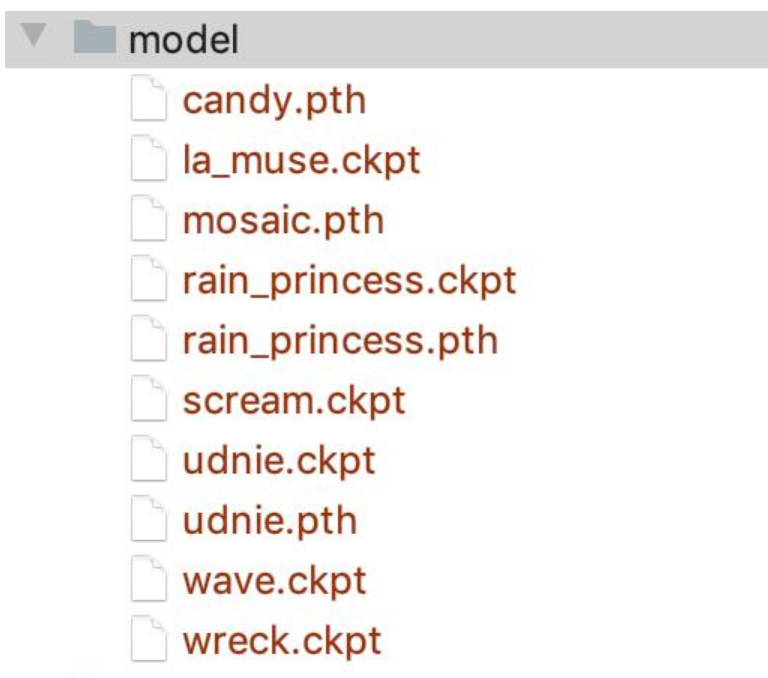 model
candy.pth
la_muse.ckpt
mosaic.pth
rain_princess.ckpt
rain_princess.pth
scream.ckpt
udnie.ckpt
udnie.pth
wave.ckpt
wreck.ckpt